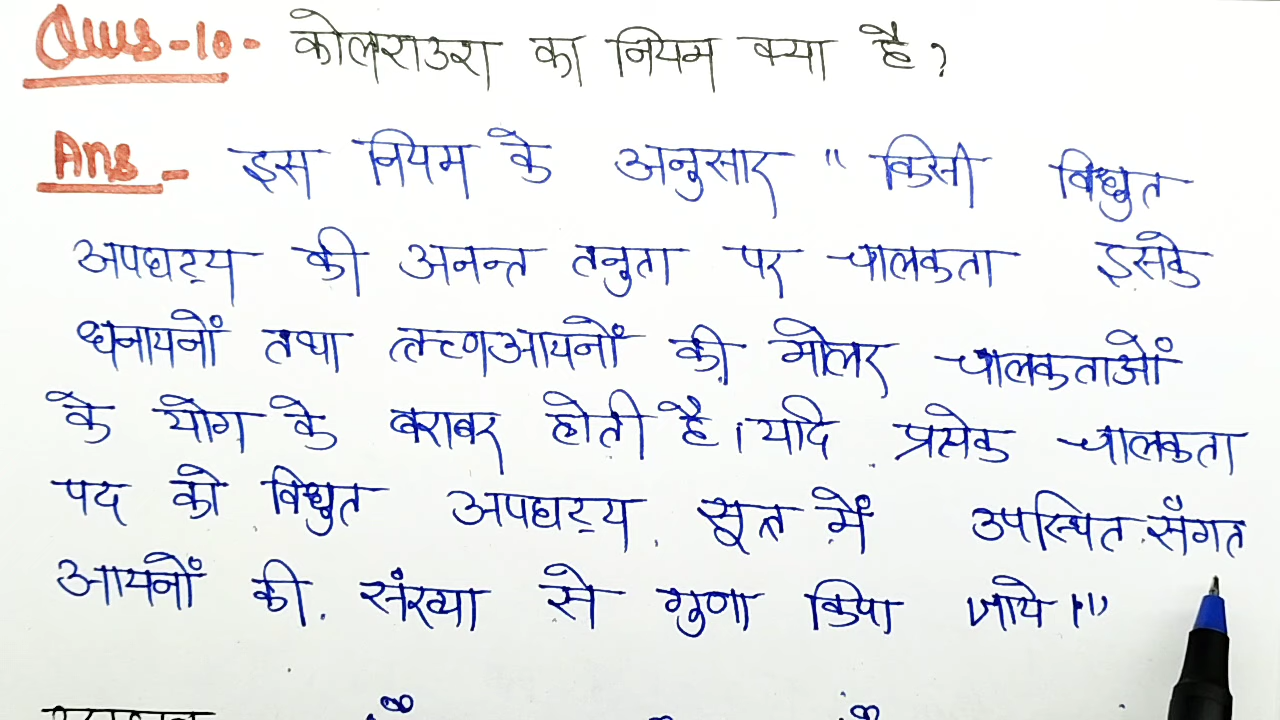 Ques-10- कोलराउश का नियम क्या है?
Ans - इस नियम के अनुसार " किसी विधुत
अपघट्य की अनन्त तनुता पर चालकता इसके
धनायनों तथा ऋणआयनों की मोलर चालकताओं
के योग के बराबर होती है। यदि प्रत्येक चालकता
पद को विधुत अपघट्य सूत्र में उपस्थित संगत
आयनों की संख्या से गुणा किया जाये।"